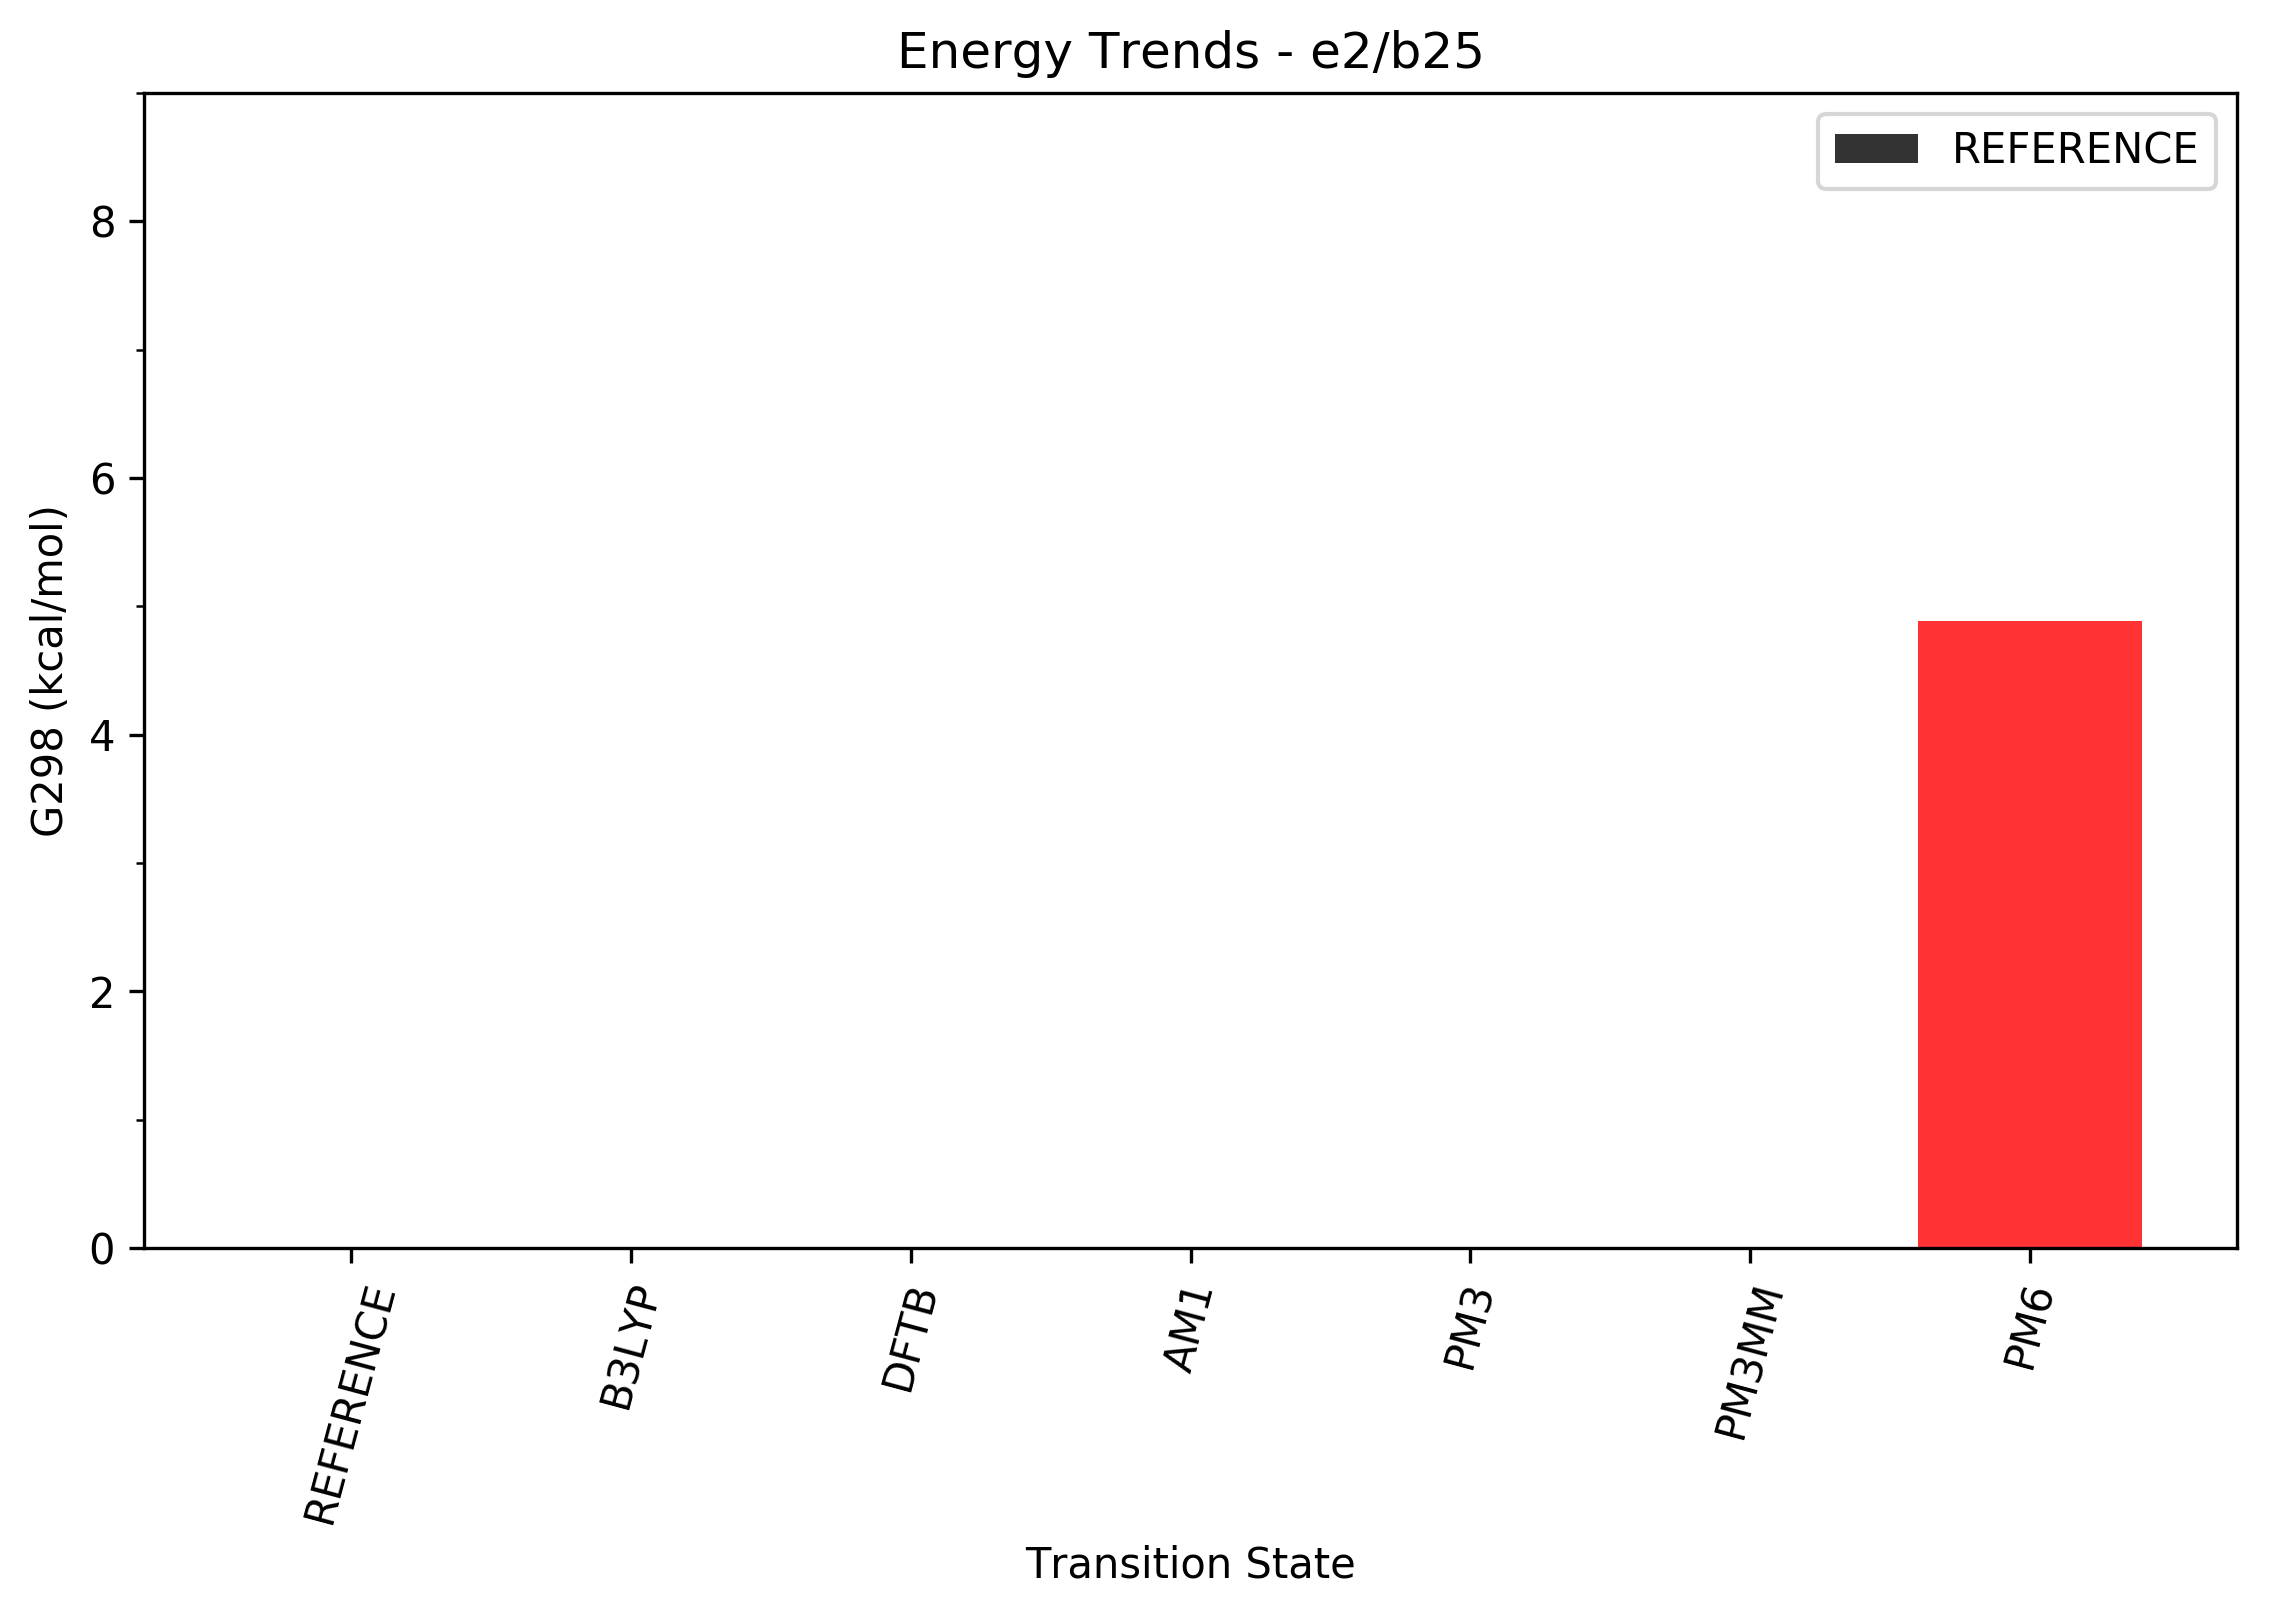 Energy Trends - e2/b25
REFERENCE
G298 (kcal/mol)
8
6
4
2
0
REFERENCE
B3LYP
DFTB
AM1
PM3
PM3MM
PM6
Transition State